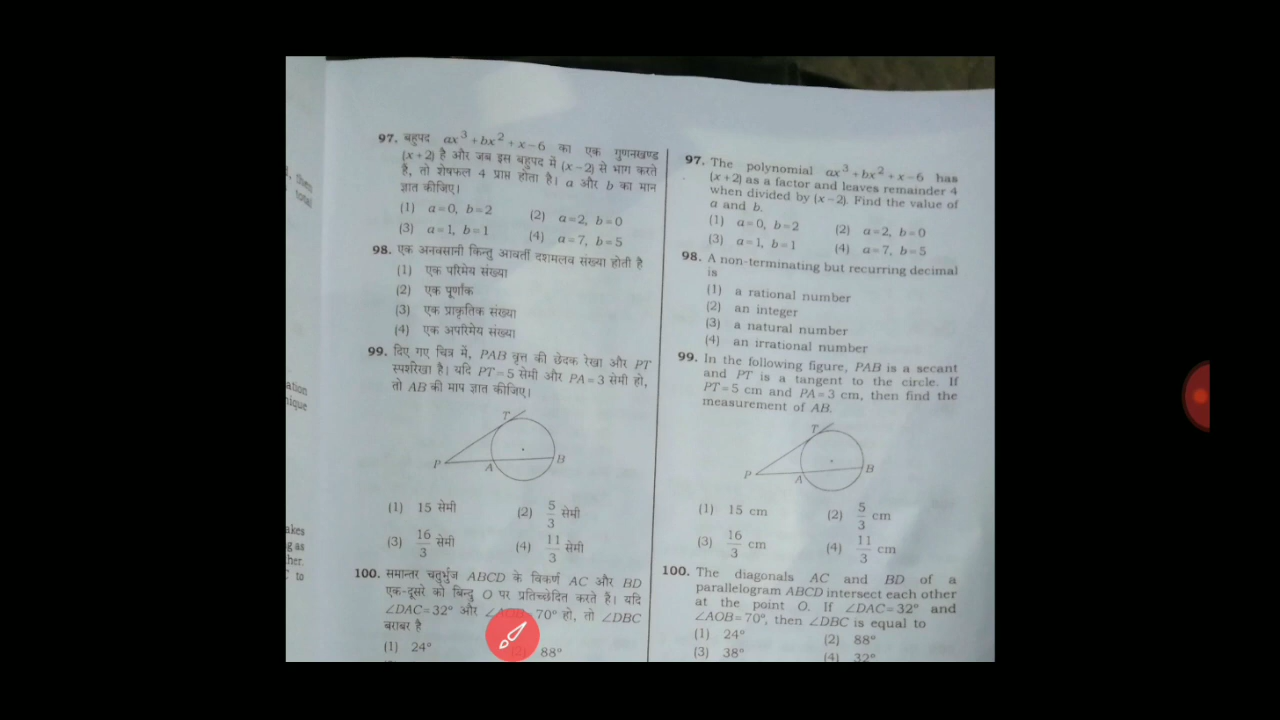 97. बहुपद ax³+bx²+x-6 का एक गुणनखण्ड
(x+2) है और जब इस बहुपद में (x-2) से भाग करते
है, तो शेषफल 4 प्राप्त होता है। a और b का मान
ज्ञात कीजिए।
(1) a=0, b=2 (2) a=2, b=0
(3) a=1, b=1 (4) a=7, b=5
98. एक अनवसानी किन्तु आवर्ती दशमलव संख्या होती है
(1) एक परिमेय संख्या
(2) एक पूर्णांक
(3) एक प्राकृतिक संख्या
(4) एक अपरिमेय संख्या
99. दिए गए चित्र में, PAB वृत्त की छेदक रेखा और PT
स्पर्शरेखा है। यदि PT=5 सेमी और PA=3 सेमी हो,
तो AB की माप ज्ञात कीजिए।
T
P A B
(1) 15 सेमी (2) 5/3 सेमी
(3) 16/3 सेमी (4) 11/3 सेमी
100. समान्तर चतुर्भुज ABCD के विकर्ण AC और BD
एक-दूसरे को बिन्दु O पर प्रतिच्छेदित करते हैं। यदि
∠DAC=32° और ∠AOB=70° हो, तो ∠DBC
बराबर है
(1) 24° (2) 88°
97. The polynomial ax³+bx²+x-6 has
(x+2) as a factor and leaves remainder 4
when divided by (x-2). Find the value of
a and b.
(1) a=0, b=2 (2) a=2, b=0
(3) a=1, b=1 (4) a=7, b=5
98. A non-terminating but recurring decimal
is
(1) a rational number
(2) an integer
(3) a natural number
(4) an irrational number
99. In the following figure, PAB is a secant
and PT is a tangent to the circle. If
PT=5 cm and PA=3 cm, then find the
measurement of AB.
T
P A B
(1) 15 cm (2) 5/3 cm
(3) 16/3 cm (4) 11/3 cm
100. The diagonals AC and BD of a
parallelogram ABCD intersect each other
at the point O. If ∠DAC=32° and
∠AOB=70°, then ∠DBC is equal to
(1) 24° (2) 88°
(3) 38° (4) 32°